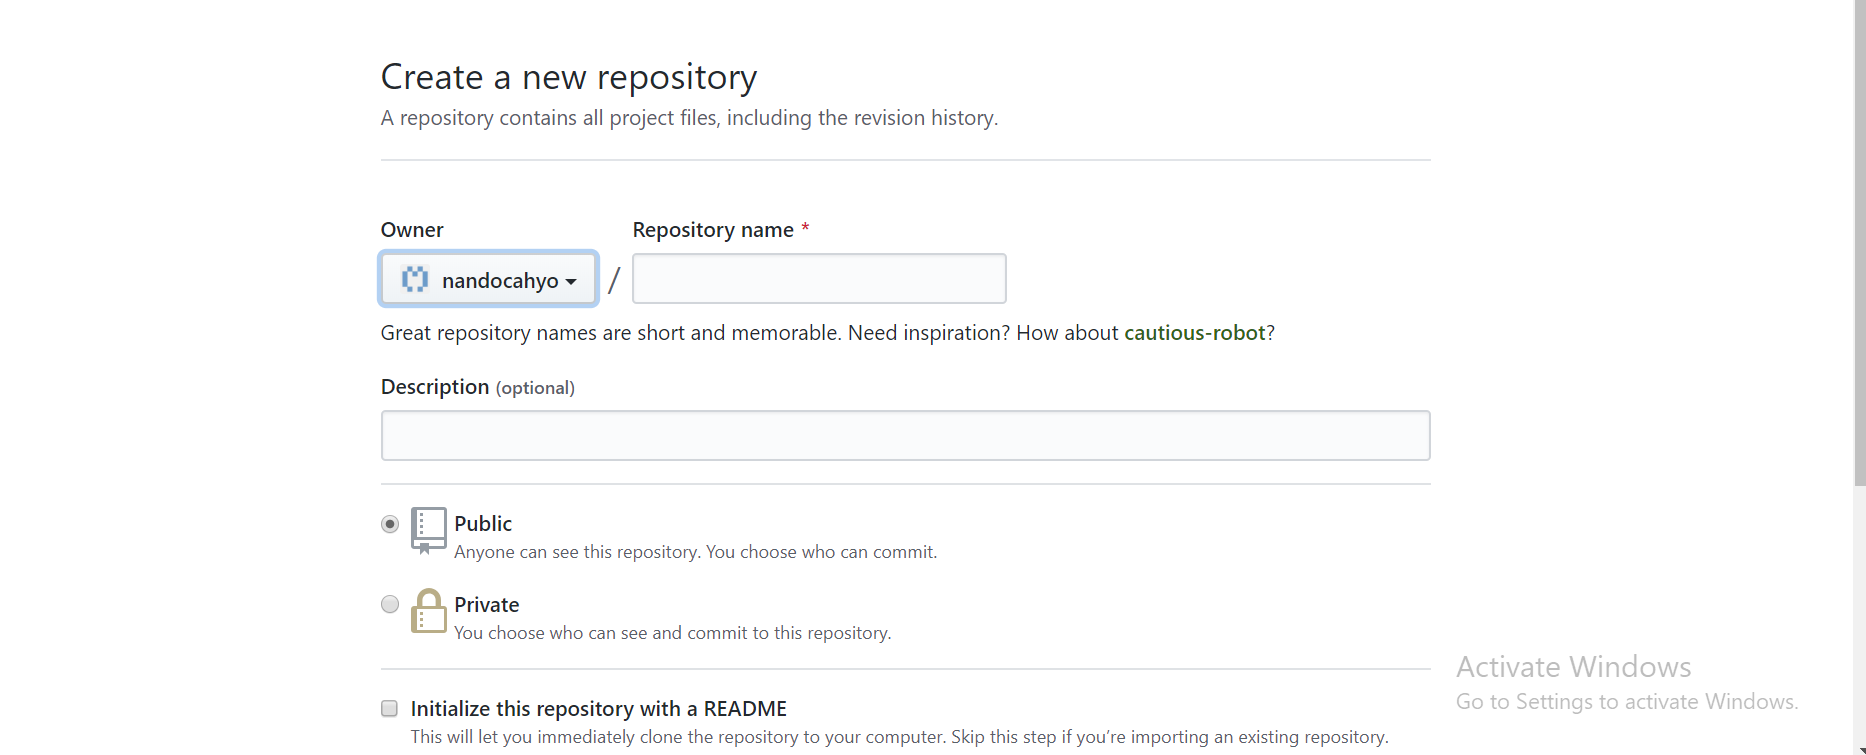 Create a new repository
A repository contains all project files, including the revision history.
Owner
Repository name *
nandocahyo
/
Great repository names are short and memorable. Need inspiration? How about cautious-robot?
Description (optional)
Public
Anyone can see this repository. You choose who can commit.
Private
You choose who can see and commit to this repository.
Initialize this repository with a README
This will let you immediately clone the repository to your computer. Skip this step if you’re importing an existing repository.
Activate Windows
Go to Settings to activate Windows.